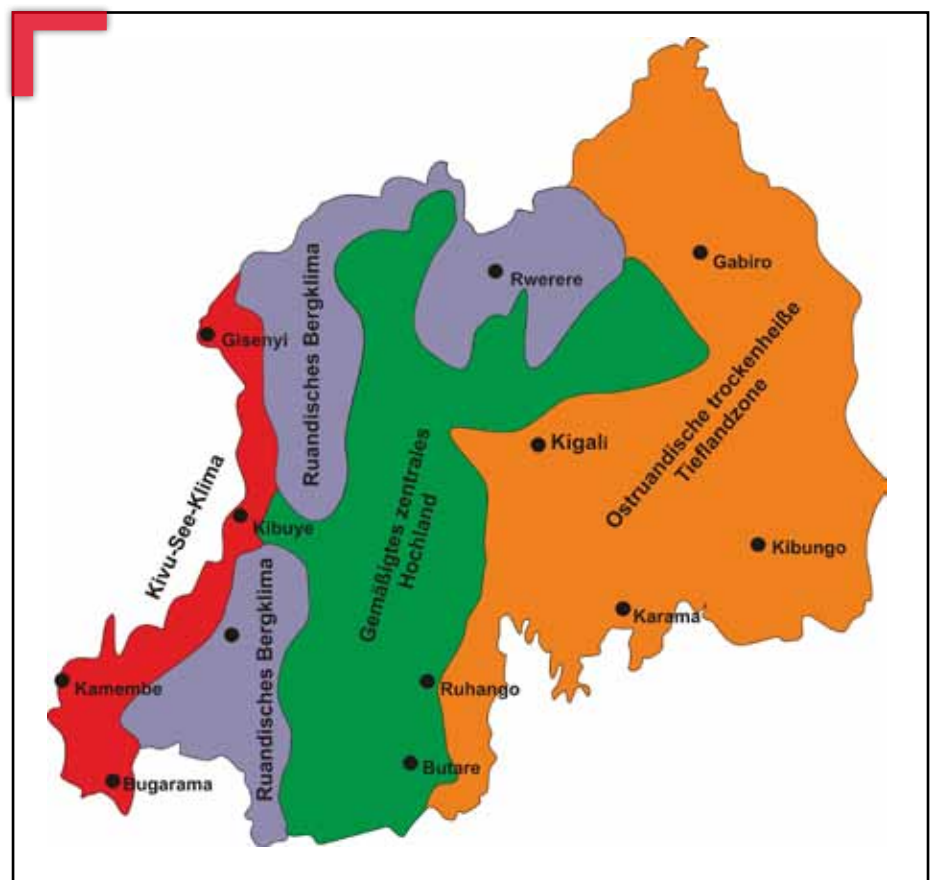 Gabiro
Rwerere
Ruandisches Bergklima
Gisenyi
Ostruandische trockenheiße
Tieflandzone
Kigali
Gemäßigtes zentrales
Hochland
Kivu-See-Klima
Kibuye
Kibungo
Ruandisches Bergklima
Karama
Kamembe
Ruhango
Butare
Bugarama